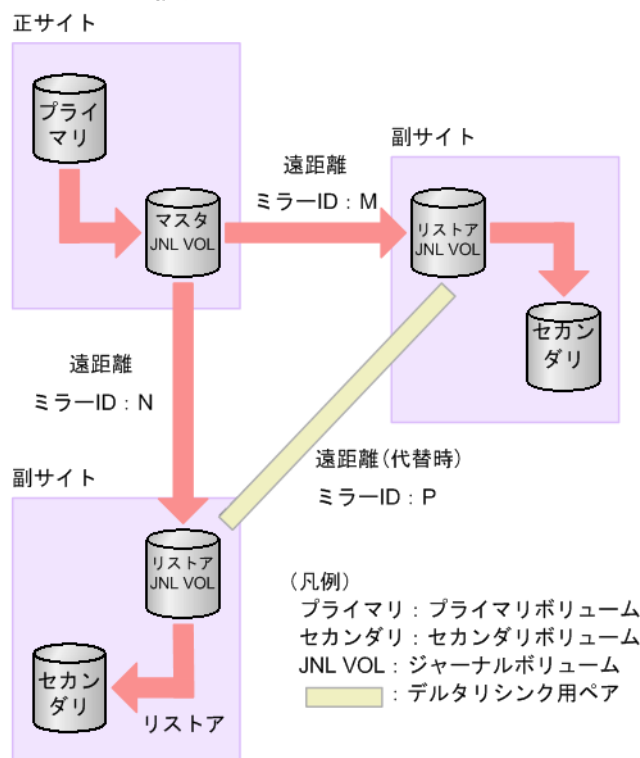 正サイト
プライ
マリ
マスタ
JNL VOL
遠距離
ミラーID：M
副サイト
リストア
JNL VOL
セカン
ダリ
遠距離
ミラーID：N
遠距離(代替時)
ミラーID：P
副サイト
リストア
JNL VOL
セカン
ダリ
リストア
(凡例)
プライマリ：プライマリボリューム
セカンダリ：セカンダリボリューム
JNL VOL：ジャーナルボリューム
：デルタリシンク用ペア